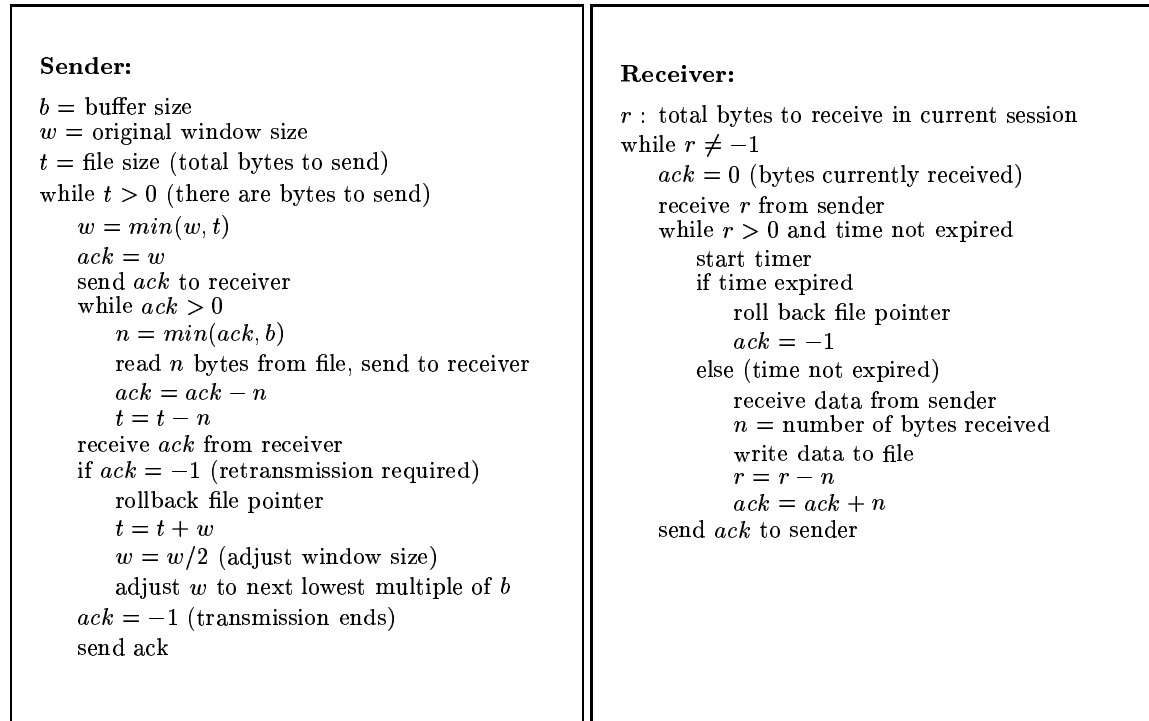 Sender:
b = buffer size
w = original window size
t = file size (total bytes to send)
while t > 0 (there are bytes to send)
w = min(w, t)
ack = w
send ack to receiver
while ack > 0
n = min(ack, b)
read n bytes from file, send to receiver
ack = ack − n
t = t − n
receive ack from receiver
if ack = −1 (retransmission required)
rollback file pointer
t = t + w
w = w/2 (adjust window size)
adjust w to next lowest multiple of b
ack = −1 (transmission ends)
send ack
Receiver:
r : total bytes to receive in current session
while r ≠ −1
ack = 0 (bytes currently received)
receive r from sender
while r > 0 and time not expired
start timer
if time expired
roll back file pointer
ack = −1
else (time not expired)
receive data from sender
n = number of bytes received
write data to file
r = r − n
ack = ack + n
send ack to sender